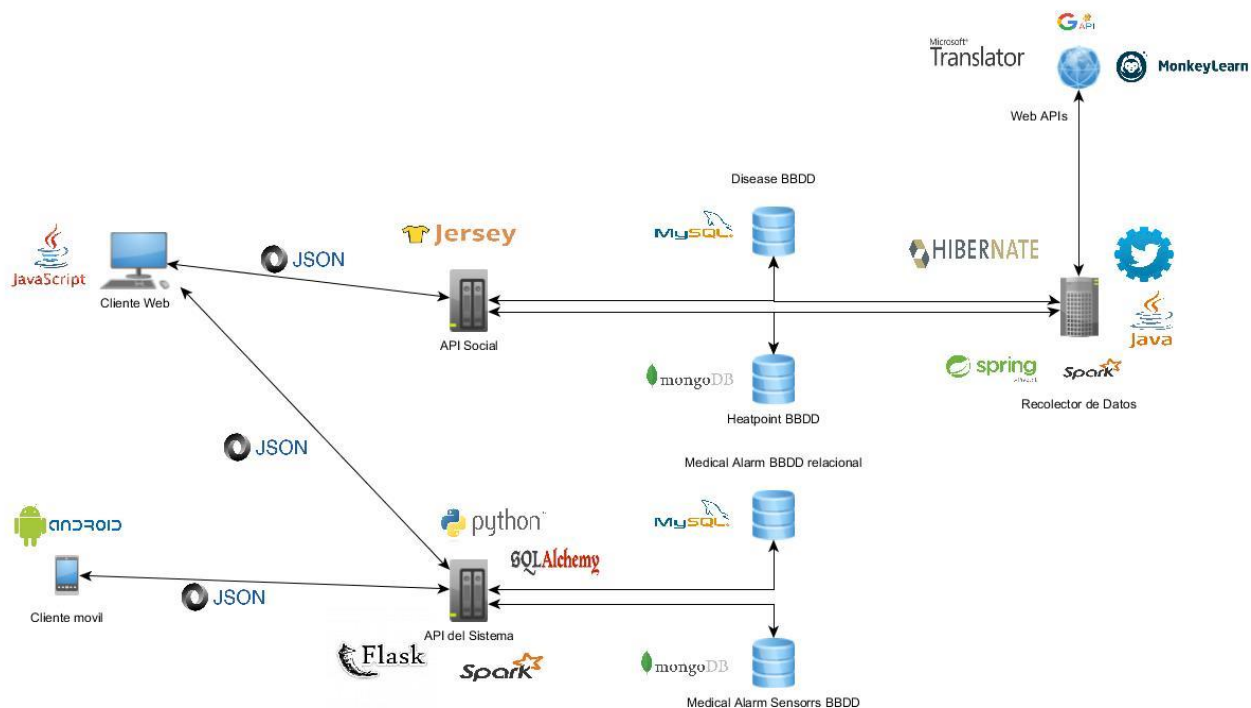 G API
Microsoft®
Translator
MonkeyLearn
Web APIs
Disease BBDD
MySQL®
Jersey
HIBERNATE
JavaScript
JSON
Cliente Web
API Social
Java
mongoDB
spring
Spark
Heatpoint BBDD
Recolector de Datos
JSON
Medical Alarm BBDD relacional
ANDROID
python™
MySQL®
SQLAlchemy
JSON
Cliente movil
API del Sistema
Flask
Spark
mongoDB
Medical Alarm Sensorrs BBDD